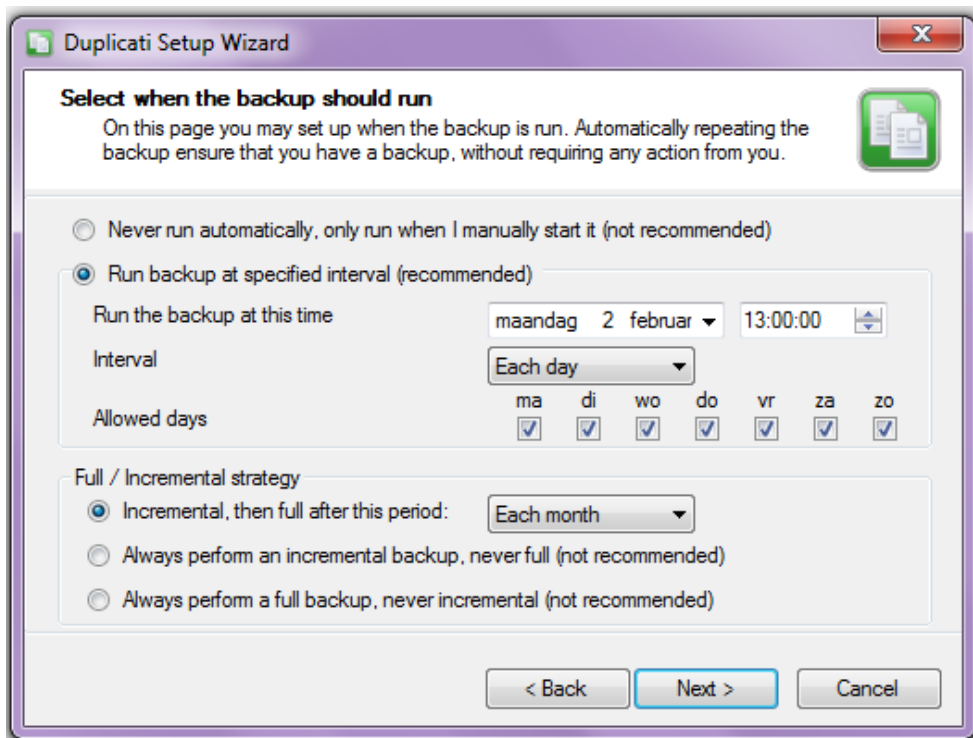 Duplicati Setup Wizard
Select when the backup should run
On this page you may set up when the backup is run. Automatically repeating the
backup ensure that you have a backup, without requiring any action from you.
Never run automatically, only run when I manually start it (not recommended)
Run backup at specified interval (recommended)
Run the backup at this time
maandag 2 februar
13:00:00
Interval
Each day
ma di wo do vr za zo
Allowed days
Full / Incremental strategy
Incremental, then full after this period:
Each month
Always perform an incremental backup, never full (not recommended)
Always perform a full backup, never incremental (not recommended)
< Back
Next >
Cancel